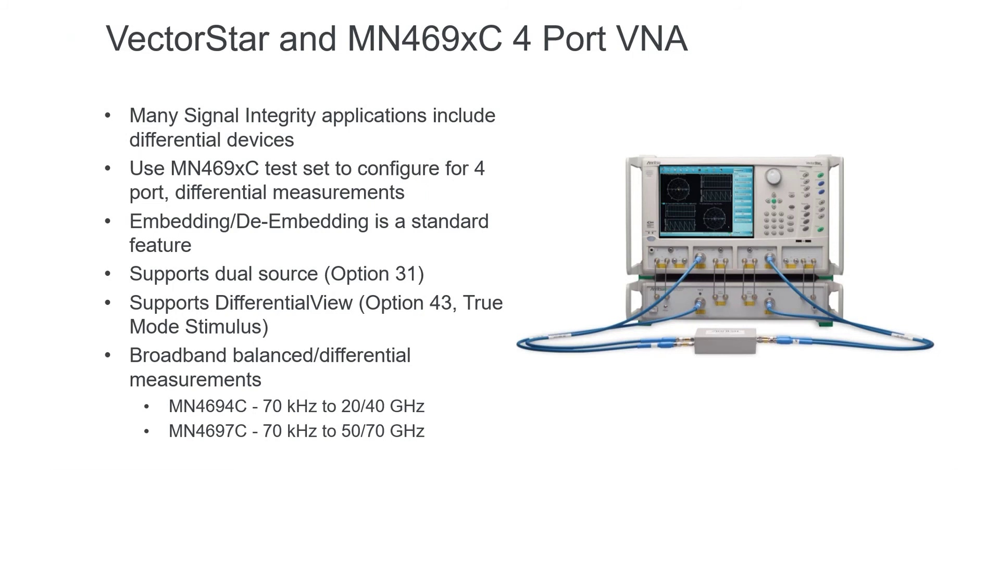 VectorStar and MN469xC 4 Port VNA
• Many Signal Integrity applications include
differential devices
• Use MN469xC test set to configure for 4
port, differential measurements
• Embedding/De-Embedding is a standard
feature
• Supports dual source (Option 31)
• Supports DifferentialView (Option 43, True
Mode Stimulus)
• Broadband balanced/differential
measurements
• MN4694C - 70 kHz to 20/40 GHz
• MN4697C - 70 kHz to 50/70 GHz
Anritsu
VectorStar
Anritsu